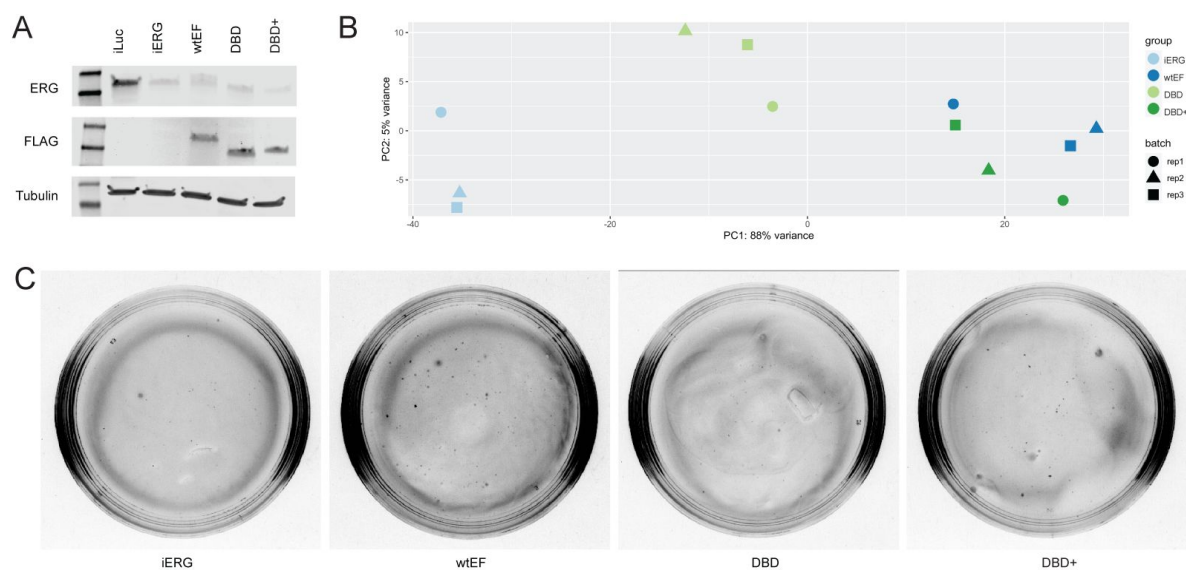 A
iLuc
iERG
wtEF
DBD
DBD+
ERG
FLAG
Tubulin
B
10
5
0
-5
-40
-20
0
20
PC2: 5% variance
PC1: 88% variance
group
iERG
wtEF
DBD
DBD+
batch
rep1
rep2
rep3
C
iERG
wtEF
DBD
DBD+